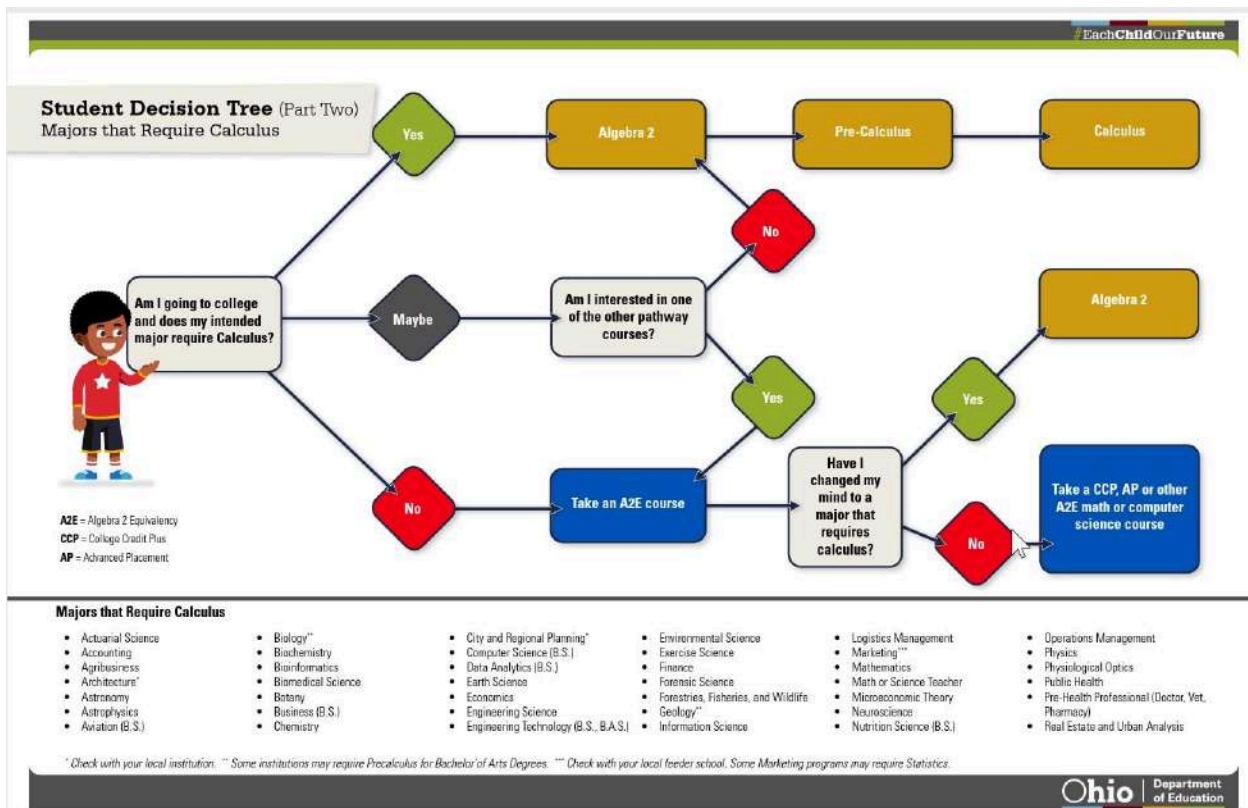 #EachChildOurFuture
Student Decision Tree (Part Two)
Majors that Require Calculus
Yes
Algebra 2
Pre-Calculus
Calculus
No
Am I going to college
and does my intended
major require Calculus?
Maybe
Am I interested in one
of the other pathway
courses?
Algebra 2
Yes
Yes
No
Take an A2E course
Have I
changed my
mind to a
major that
requires
calculus?
No
Take a CCP, AP or other
A2E math or computer
science course
A2E = Algebra 2 Equivalency
CCP = College Credit Plus
AP = Advanced Placement
Majors that Require Calculus
• Actuarial Science
• Accounting
• Agribusiness
• Architecture*
• Astronomy
• Astrophysics
• Aviation (B.S.)
• Biology**
• Biochemistry
• Bioinformatics
• Biomedical Science
• Botany
• Business (B.S.)
• Chemistry
• City and Regional Planning*
• Computer Science (B.S.)
• Data Analytics (B.S.)
• Earth Science
• Economics
• Engineering Science
• Engineering Technology (B.S., B.A.S.)
• Environmental Science
• Exercise Science
• Finance
• Forensic Science
• Forestries, Fisheries, and Wildlife
• Geology**
• Information Science
• Logistics Management
• Marketing***
• Mathematics
• Math or Science Teacher
• Microeconomic Theory
• Neuroscience
• Nutrition Science (B.S.)
• Operations Management
• Physics
• Physiological Optics
• Public Health
• Pre-Health Professional (Doctor, Vet,
Pharmacy)
• Real Estate and Urban Analysis
* Check with your local institution. ** Some institutions may require Precalculus for Bachelor of Arts Degrees. *** Check with your local feeder school. Some Marketing programs may require Statistics.
Ohio | Department
of Education